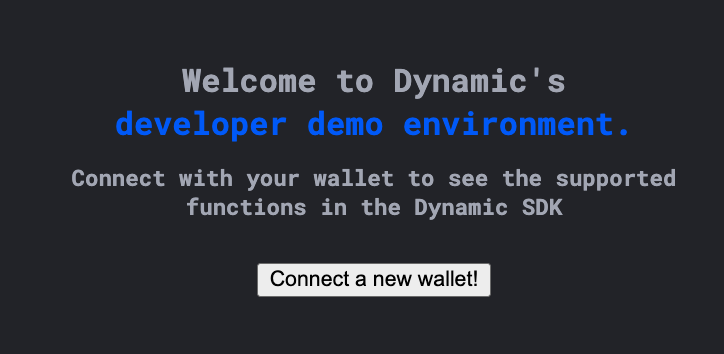 Welcome to Dynamic's
developer demo environment.
Connect with your wallet to see the supported
functions in the Dynamic SDK
Connect a new wallet!